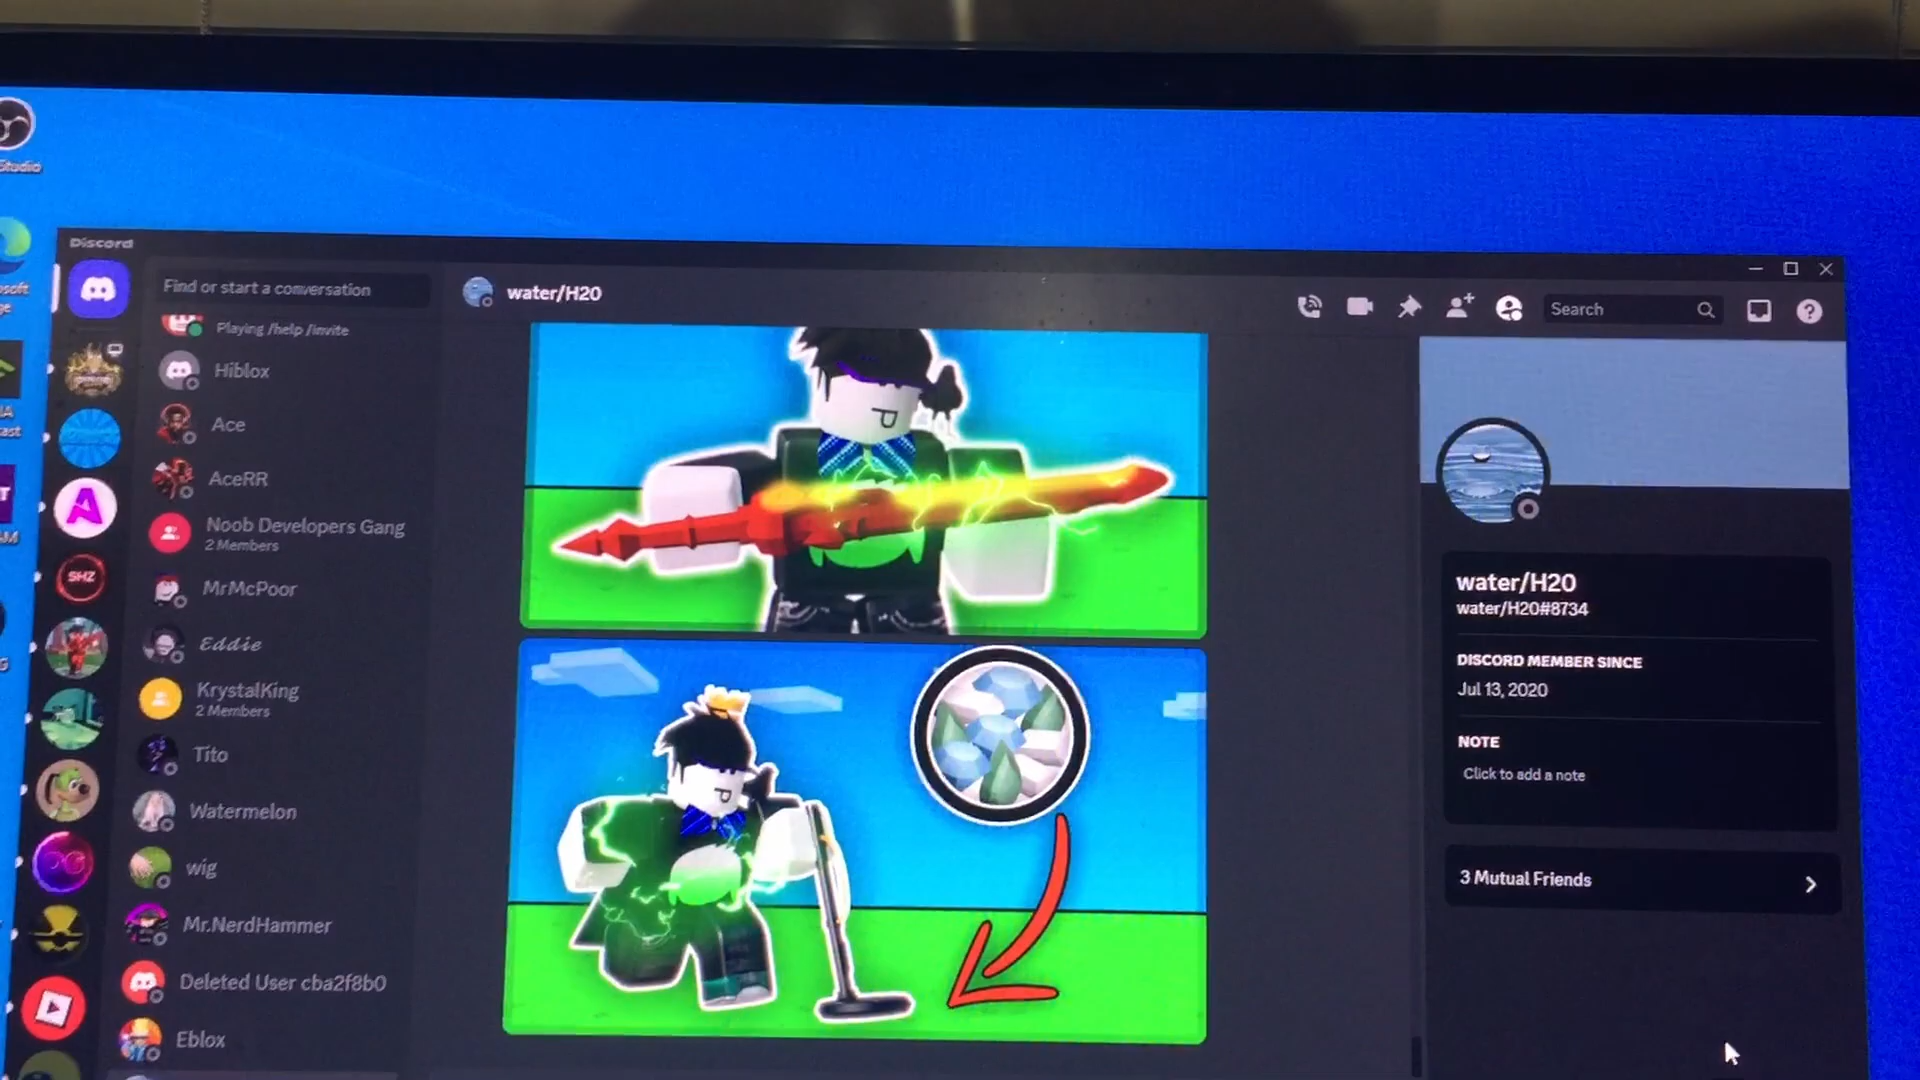 Studio
Discord
Find or start a conversation
water/H20
Search
Playing /help /invite
Hiblox
Ace
AceRR
Noob Developers Gang
2 Members
SHZ
MrMcPoor
Eddie
KrystalKing
2 Members
Tito
Watermelon
wig
Mr.NerdHammer
Deleted User cba2f8b0
Eblox
water/H20
water/H20#8734
DISCORD MEMBER SINCE
Jul 13, 2020
NOTE
Click to add a note
3 Mutual Friends